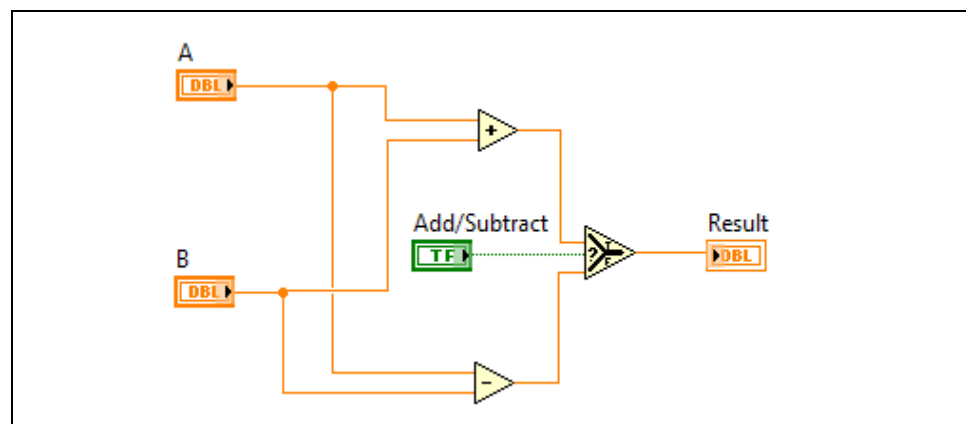 A
DBL
+
Add/Subtract
TF
?
T
F
Result
DBL
B
DBL
-